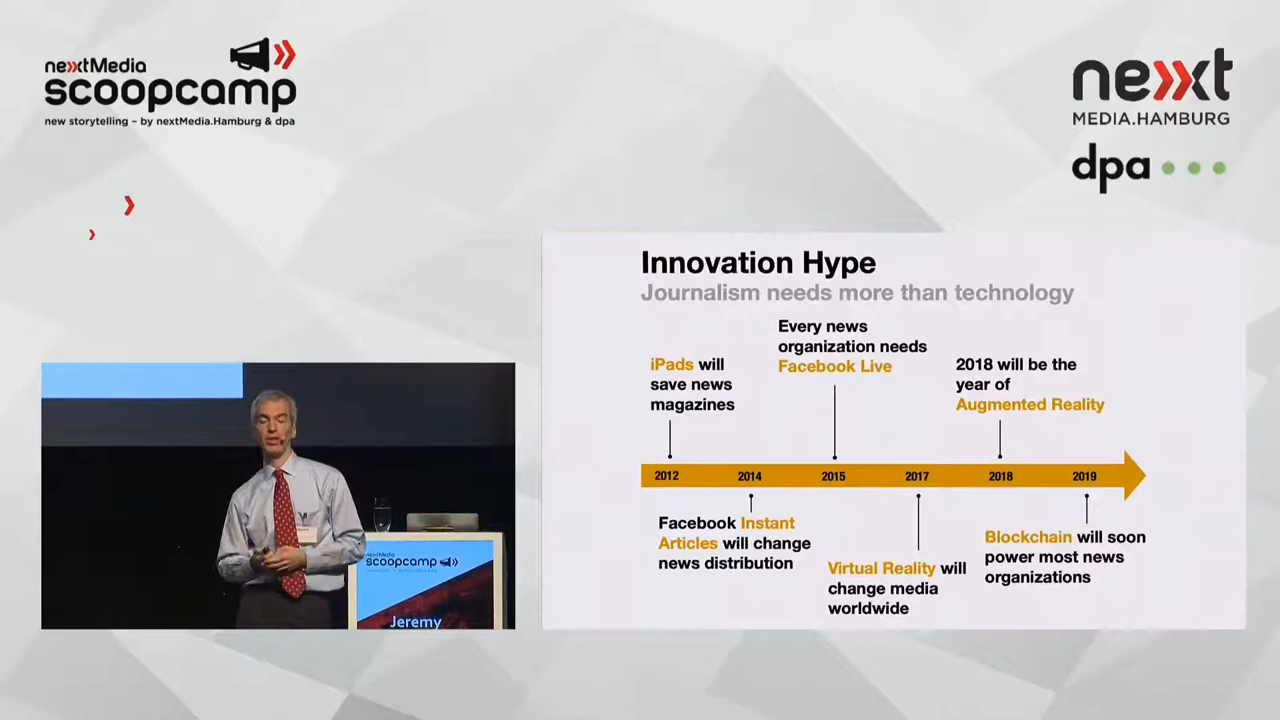 nextMedia
scoopcamp
new storytelling – by nextMedia.Hamburg & dpa
next
MEDIA.HAMBURG
dpa
Innovation Hype
Journalism needs more than technology
iPads will
save news
magazines
Every news
organization needs
Facebook Live
2018 will be the
year of
Augmented Reality
2012
2014
2015
2017
2018
2019
Facebook Instant
Articles will change
news distribution
Virtual Reality will
change media
worldwide
Blockchain will soon
power most news
organizations
nextMedia
scoopcamp
Jeremy